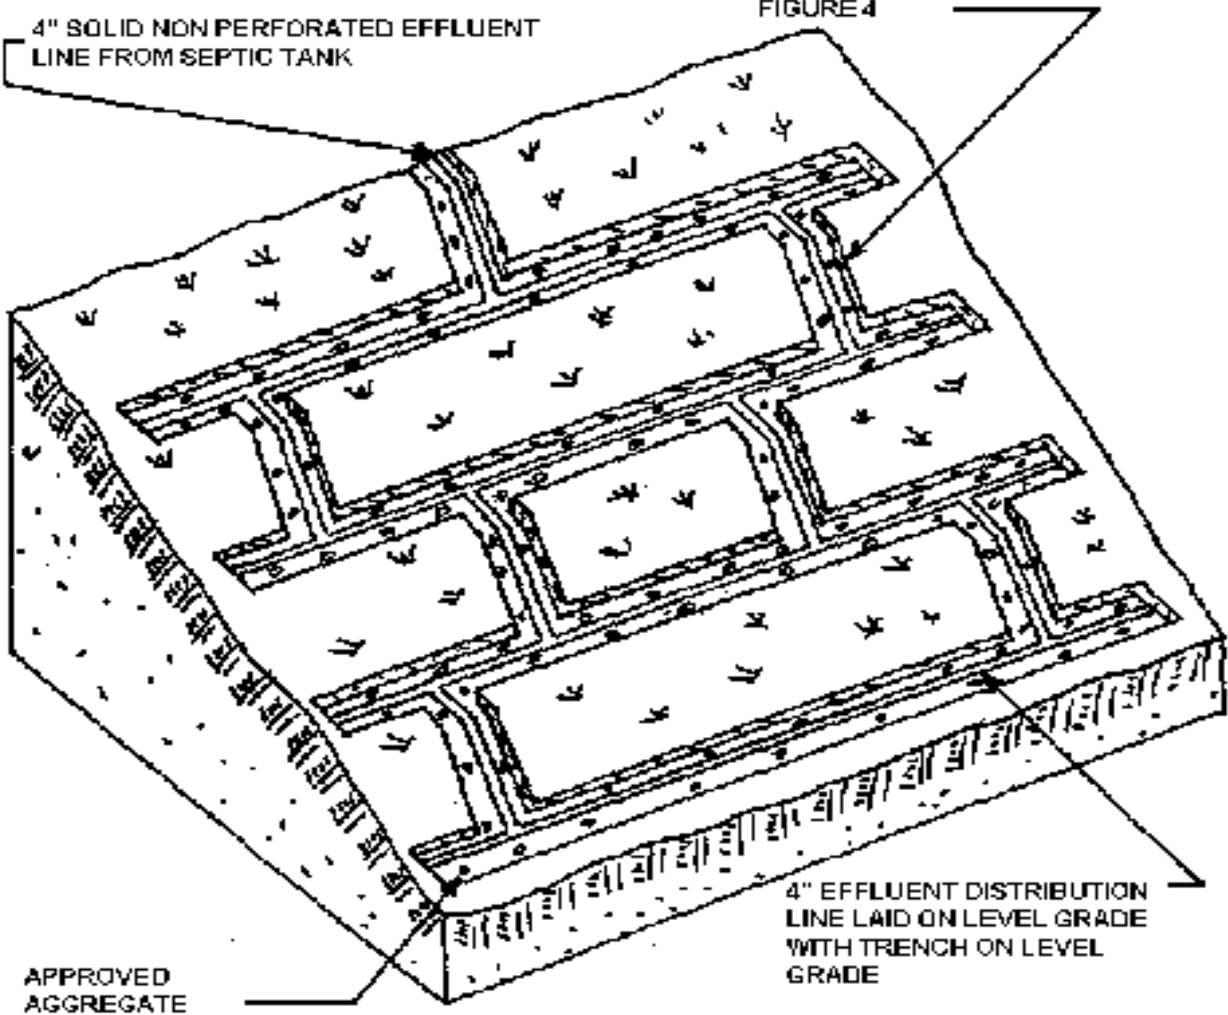 4" SOLID NON PERFORATED EFFLUENT
LINE FROM SEPTIC TANK
FIGURE 4
4" EFFLUENT DISTRIBUTION
LINE LAID ON LEVEL GRADE
WITH TRENCH ON LEVEL
GRADE
APPROVED
AGGREGATE